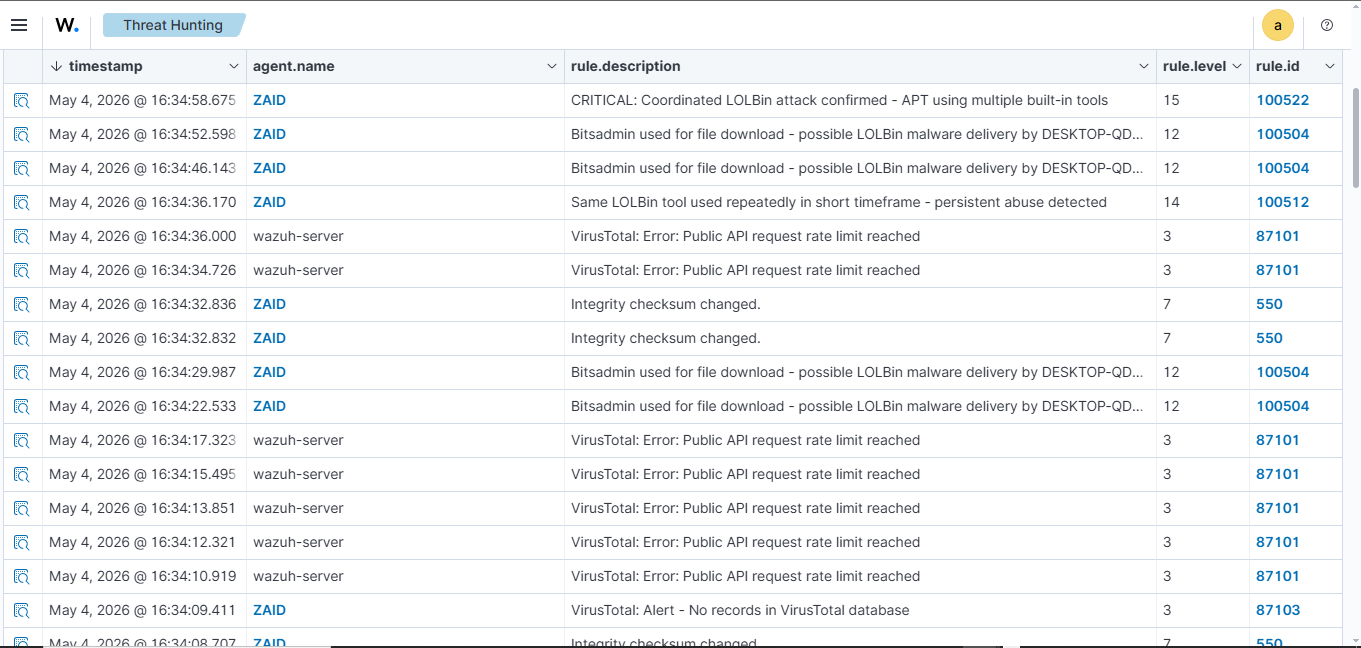 W. Threat Hunting a
timestamp agent.name rule.description rule.level rule.id
May 4, 2026 @ 16:34:58.675 ZAID CRITICAL: Coordinated LOLBin attack confirmed - APT using multiple built-in tools 15 100522
May 4, 2026 @ 16:34:52.598 ZAID Bitsadmin used for file download - possible LOLBin malware delivery by DESKTOP-QD... 12 100504
May 4, 2026 @ 16:34:46.143 ZAID Bitsadmin used for file download - possible LOLBin malware delivery by DESKTOP-QD... 12 100504
May 4, 2026 @ 16:34:36.170 ZAID Same LOLBin tool used repeatedly in short timeframe - persistent abuse detected 14 100512
May 4, 2026 @ 16:34:36.000 wazuh-server VirusTotal: Error: Public API request rate limit reached 3 87101
May 4, 2026 @ 16:34:34.726 wazuh-server VirusTotal: Error: Public API request rate limit reached 3 87101
May 4, 2026 @ 16:34:32.836 ZAID Integrity checksum changed. 7 550
May 4, 2026 @ 16:34:32.832 ZAID Integrity checksum changed. 7 550
May 4, 2026 @ 16:34:29.987 ZAID Bitsadmin used for file download - possible LOLBin malware delivery by DESKTOP-QD... 12 100504
May 4, 2026 @ 16:34:22.533 ZAID Bitsadmin used for file download - possible LOLBin malware delivery by DESKTOP-QD... 12 100504
May 4, 2026 @ 16:34:17.323 wazuh-server VirusTotal: Error: Public API request rate limit reached 3 87101
May 4, 2026 @ 16:34:15.495 wazuh-server VirusTotal: Error: Public API request rate limit reached 3 87101
May 4, 2026 @ 16:34:13.851 wazuh-server VirusTotal: Error: Public API request rate limit reached 3 87101
May 4, 2026 @ 16:34:12.321 wazuh-server VirusTotal: Error: Public API request rate limit reached 3 87101
May 4, 2026 @ 16:34:10.919 wazuh-server VirusTotal: Error: Public API request rate limit reached 3 87101
May 4, 2026 @ 16:34:09.411 ZAID VirusTotal: Alert - No records in VirusTotal database 3 87103
May 4, 2026 @ 16:34:08.707 ZAID Integrity checksum changed. 7 550